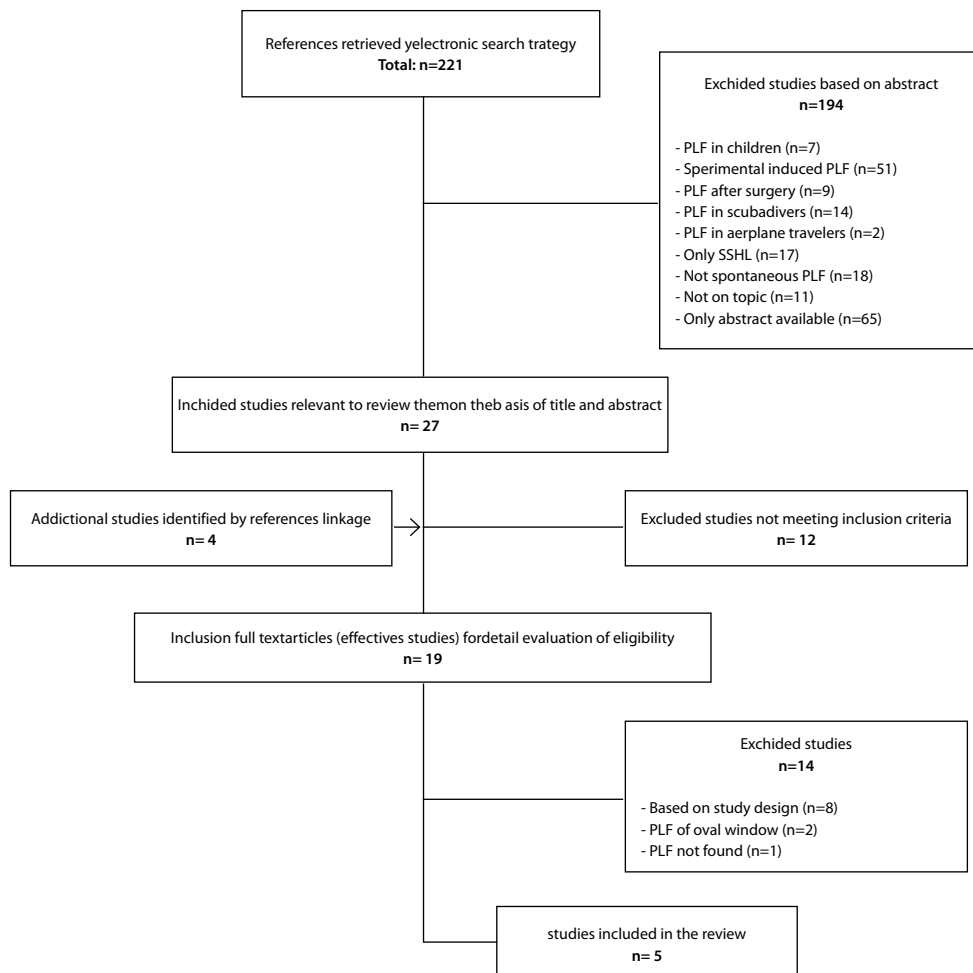 References retrieved yelectronic search trategy
Total: n=221
Exchided studies based on abstract
n=194
- PLF in children (n=7)
- Sperimental induced PLF (n=51)
- PLF after surgery (n=9)
- PLF in scubadivers (n=14)
- PLF in aerplane travelers (n=2)
- Only SSHL (n=17)
- Not spontaneous PLF (n=18)
- Not on topic (n=11)
- Only abstract available (n=65)
Inchided studies relevant to review themon theb asis of title and abstract
n= 27
Addictional studies identified by references linkage
n= 4
Excluded studies not meeting inclusion criteria
n= 12
Inclusion full textarticles (effectives studies) fordetail evaluation of eligibility
n= 19
Exchided studies
n=14
- Based on study design (n=8)
- PLF of oval window (n=2)
- PLF not found (n=1)
studies included in the review
n= 5